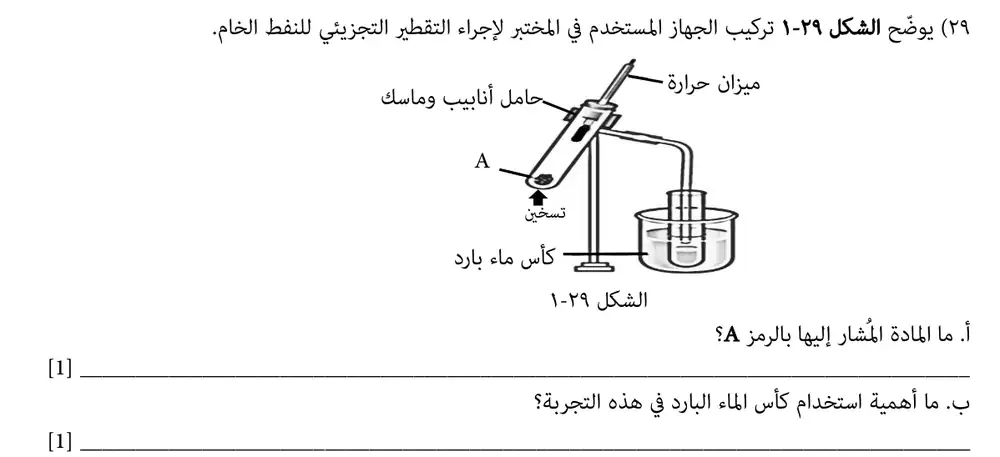 ٢٩) يوضّح الشكل ٢٩-١ تركيب الجهاز المستخدم في المختبر لإجراء التقطير التجزيئي للنفط الخام.
ميزان حرارة
حامل أنابيب وماسك
A
تسخين
كأس ماء بارد
الشكل ٢٩-١
أ. ما المادة المُشار إليها بالرمز A؟
[1] ________________
ب. ما أهمية استخدام كأس الماء البارد في هذه التجربة؟
[1] ________________